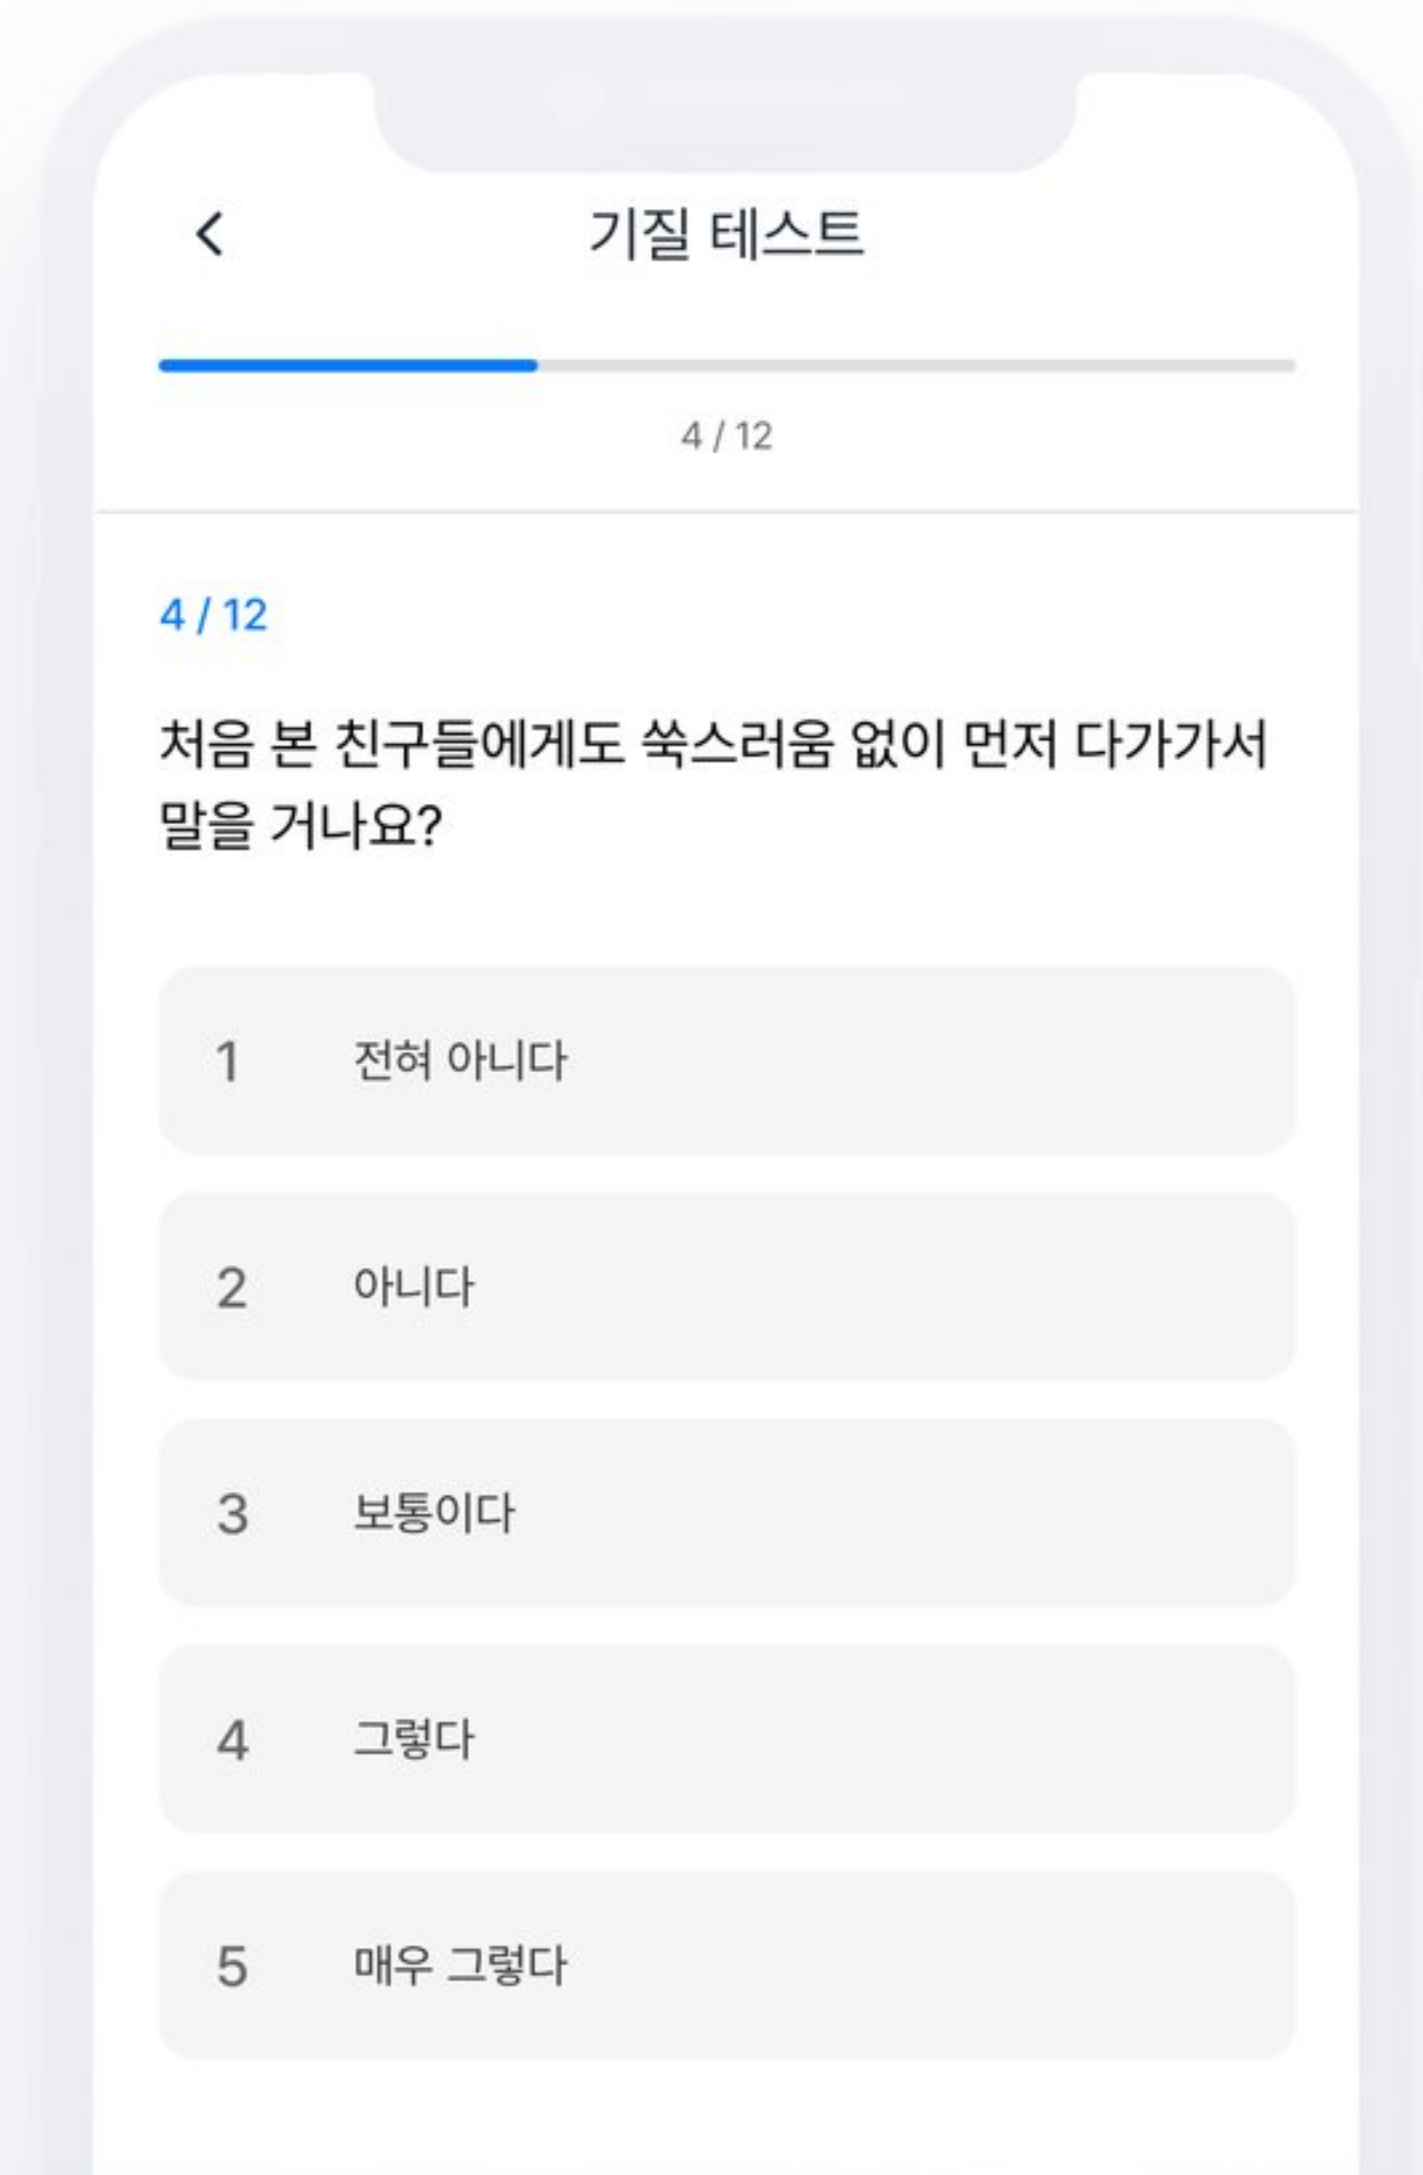 기질 테스트
4 / 12
4 / 12
처음 본 친구들에게도 쑥스러움 없이 먼저 다가가서
말을 거나요?
1 전혀 아니다
2 아니다
3 보통이다
4 그렇다
5 매우 그렇다